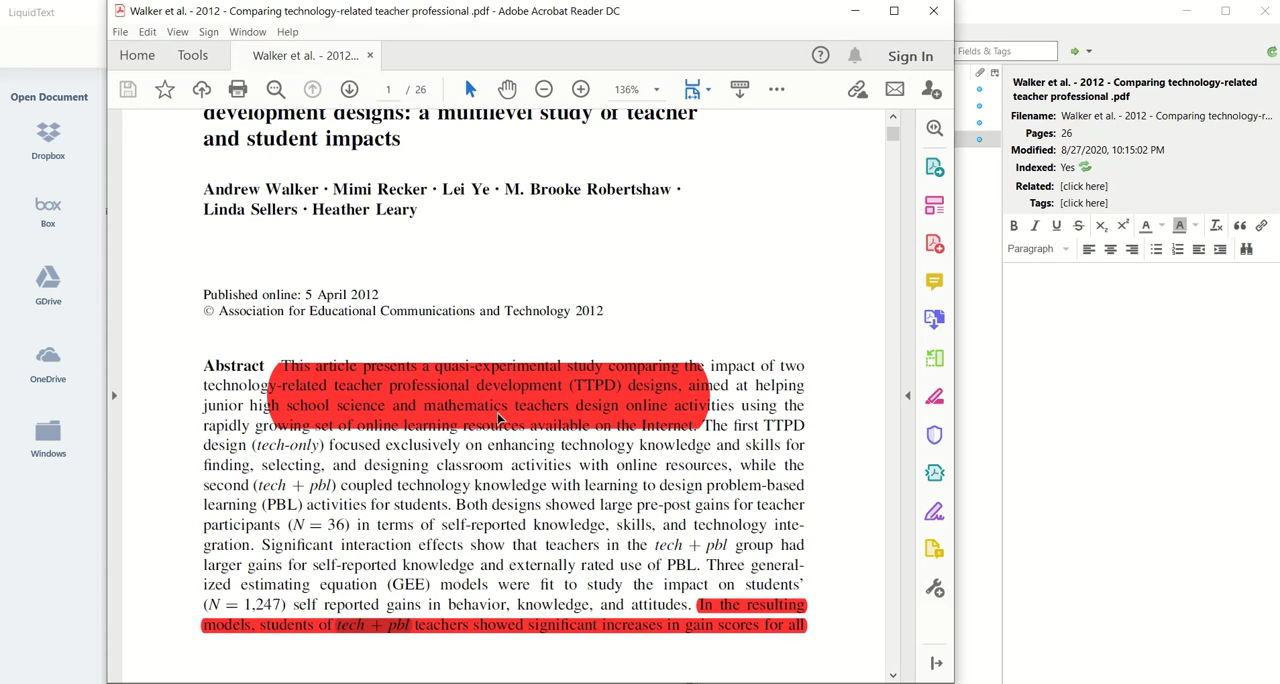 LiquidText
Walker et al. - 2012 - Comparing technology-related teacher professional .pdf - Adobe Acrobat Reader DC
File Edit View Sign Window Help
Home Tools Walker et al. - 2012... ×
? Sign In
Fields & Tags
1 / 26 136%
Open Document
Dropbox
box
Box
GDrive
OneDrive
Windows
development designs: a multilevel study of teacher
and student impacts
Andrew Walker · Mimi Recker · Lei Ye · M. Brooke Robertshaw ·
Linda Sellers · Heather Leary
Published online: 5 April 2012
© Association for Educational Communications and Technology 2012
Abstract This article presents a quasi-experimental study comparing the impact of two
technology-related teacher professional development (TTPD) designs, aimed at helping
junior high school science and mathematics teachers design online activities using the
rapidly growing set of online learning resources available on the Internet. The first TTPD
design (tech-only) focused exclusively on enhancing technology knowledge and skills for
finding, selecting, and designing classroom activities with online resources, while the
second (tech + pbl) coupled technology knowledge with learning to design problem-based
learning (PBL) activities for students. Both designs showed large pre-post gains for teacher
participants (N = 36) in terms of self-reported knowledge, skills, and technology inte-
gration. Significant interaction effects show that teachers in the tech + pbl group had
larger gains for self-reported knowledge and externally rated use of PBL. Three general-
ized estimating equation (GEE) models were fit to study the impact on students'
(N = 1,247) self reported gains in behavior, knowledge, and attitudes. In the resulting
models, students of tech + pbl teachers showed significant increases in gain scores for all
Walker et al. - 2012 - Comparing technology-related
teacher professional .pdf
Filename: Walker et al. - 2012 - Comparing technology-r...
Pages: 26
Modified: 8/27/2020, 10:15:02 PM
Indexed: Yes
Related: [click here]
Tags: [click here]
B I U S X₂ X² A A Tx
Paragraph